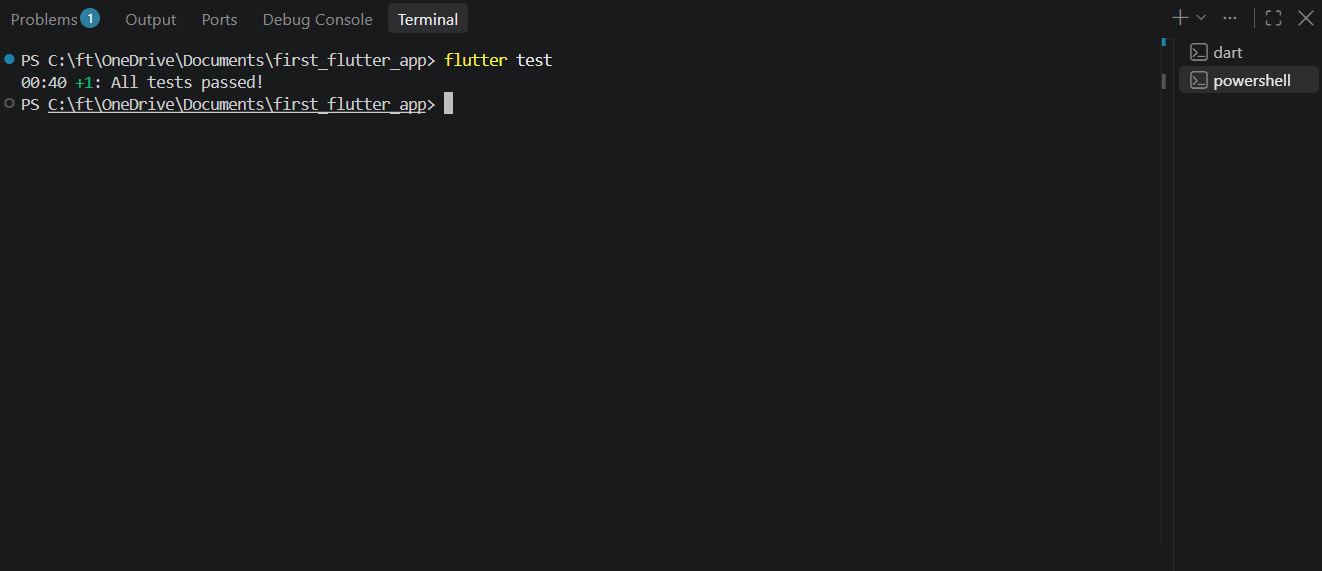 Problems 1 Output Ports Debug Console Terminal
PS C:\ft\OneDrive\Documents\first_flutter_app> flutter test
00:40 +1: All tests passed!
PS C:\ft\OneDrive\Documents\first_flutter_app>
dart
powershell